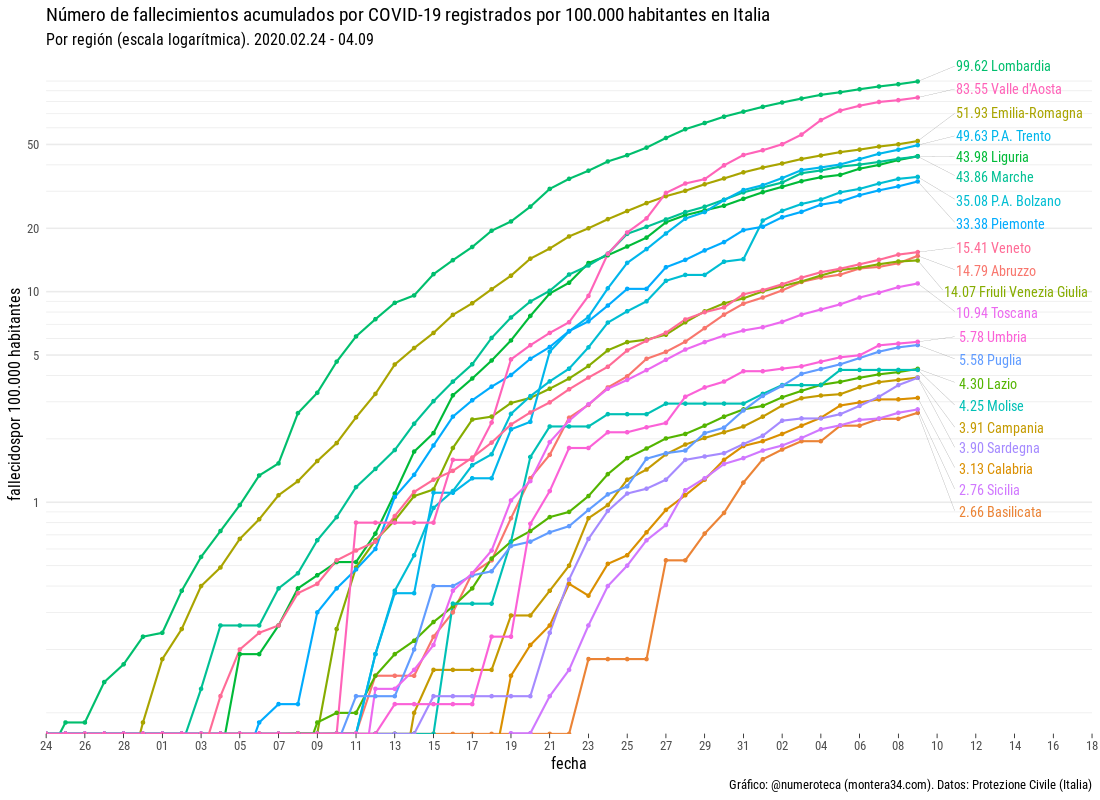 Número de fallecimientos acumulados por COVID-19 registrados por 100.000 habitantes en Italia
Por región (escala logarítmica). 2020.02.24 - 04.09
99.62 Lombardia
83.55 Valle d'Aosta
51.93 Emilia-Romagna
49.63 P.A. Trento
43.98 Liguria
43.86 Marche
35.08 P.A. Bolzano
33.38 Piemonte
15.41 Veneto
14.79 Abruzzo
14.07 Friuli Venezia Giulia
10.94 Toscana
5.78 Umbria
5.58 Puglia
4.30 Lazio
4.25 Molise
3.91 Campania
3.90 Sardegna
3.13 Calabria
2.76 Sicilia
2.66 Basilicata
fallecidospor 100.000 habitantes
50
20
10
5
1
24 26 28 01 03 05 07 09 11 13 15 17 19 21 23 25 27 29 31 02 04 06 08 10 12 14 16 18
fecha
Gráfico: @numeroteca (montera34.com). Datos: Protezione Civile (Italia)